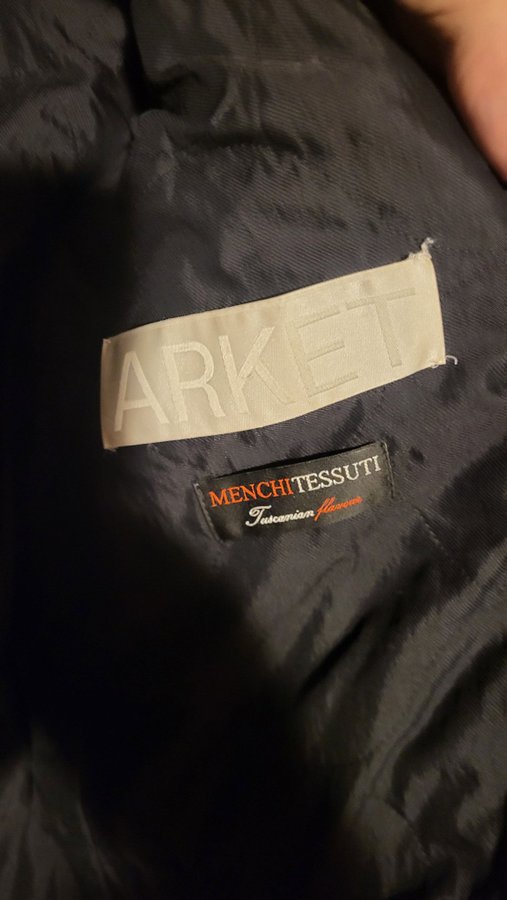 ARKET
MENCHITESSUTI
Tuscanian flavour